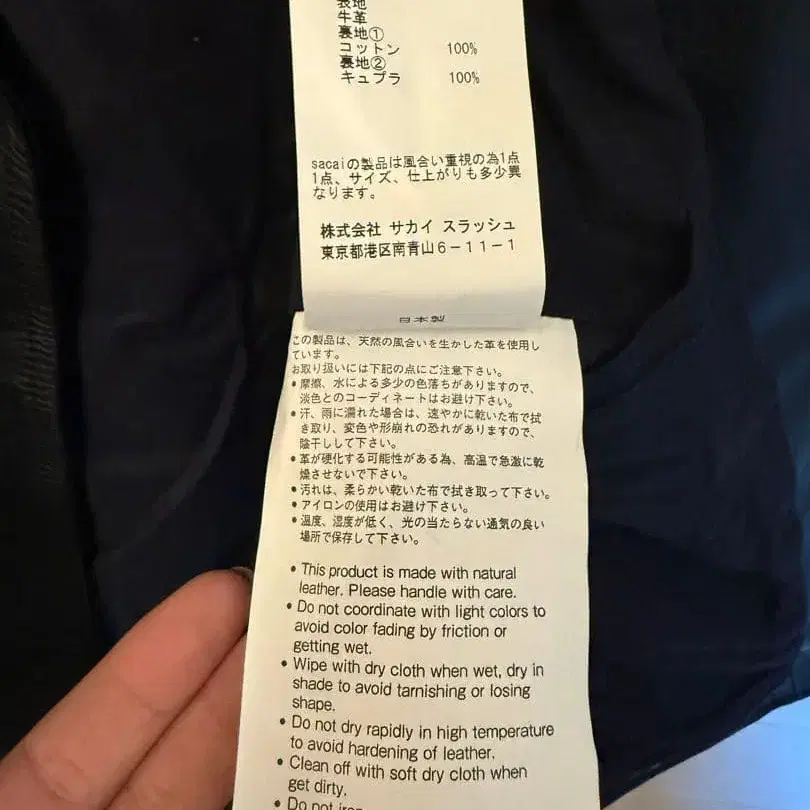 表地
牛革
裏地①
コットン 100%
裏地②
キュプラ 100%
sacaiの製品は風合い重視の為1点
1点、サイズ、仕上がりも多少異
なります。
株式会社 サカイ スラッシュ
東京都港区南青山6-11-1
日本製
この製品は、天然の風合いを生かした革を使用し
ています。
お取り扱いには下記の点にご注意下さい。
•摩擦、水による多少の色落ちがありますので、
淡色とのコーディネートはお避け下さい。
•汗、雨に濡れた場合は、速やかに乾いた布で拭
き取り、変色や形崩れの恐れがありますので、
陰干しして下さい。
•革が硬化する可能性がある為、高温で急激に乾
燥させないで下さい。
•汚れは、柔らかい乾いた布で拭き取って下さい。
•アイロンの使用はお避け下さい。
•温度、湿度が低く、光の当たらない通気の良い
場所で保存して下さい。
• This product is made with natural
leather. Please handle with care.
• Do not coordinate with light colors to
avoid color fading by friction or
getting wet.
• Wipe with dry cloth when wet, dry in
shade to avoid tarnishing or losing
shape.
• Do not dry rapidly in high temperature
to avoid hardening of leather.
• Clean off with soft dry cloth when
get dirty.
• Do not iron